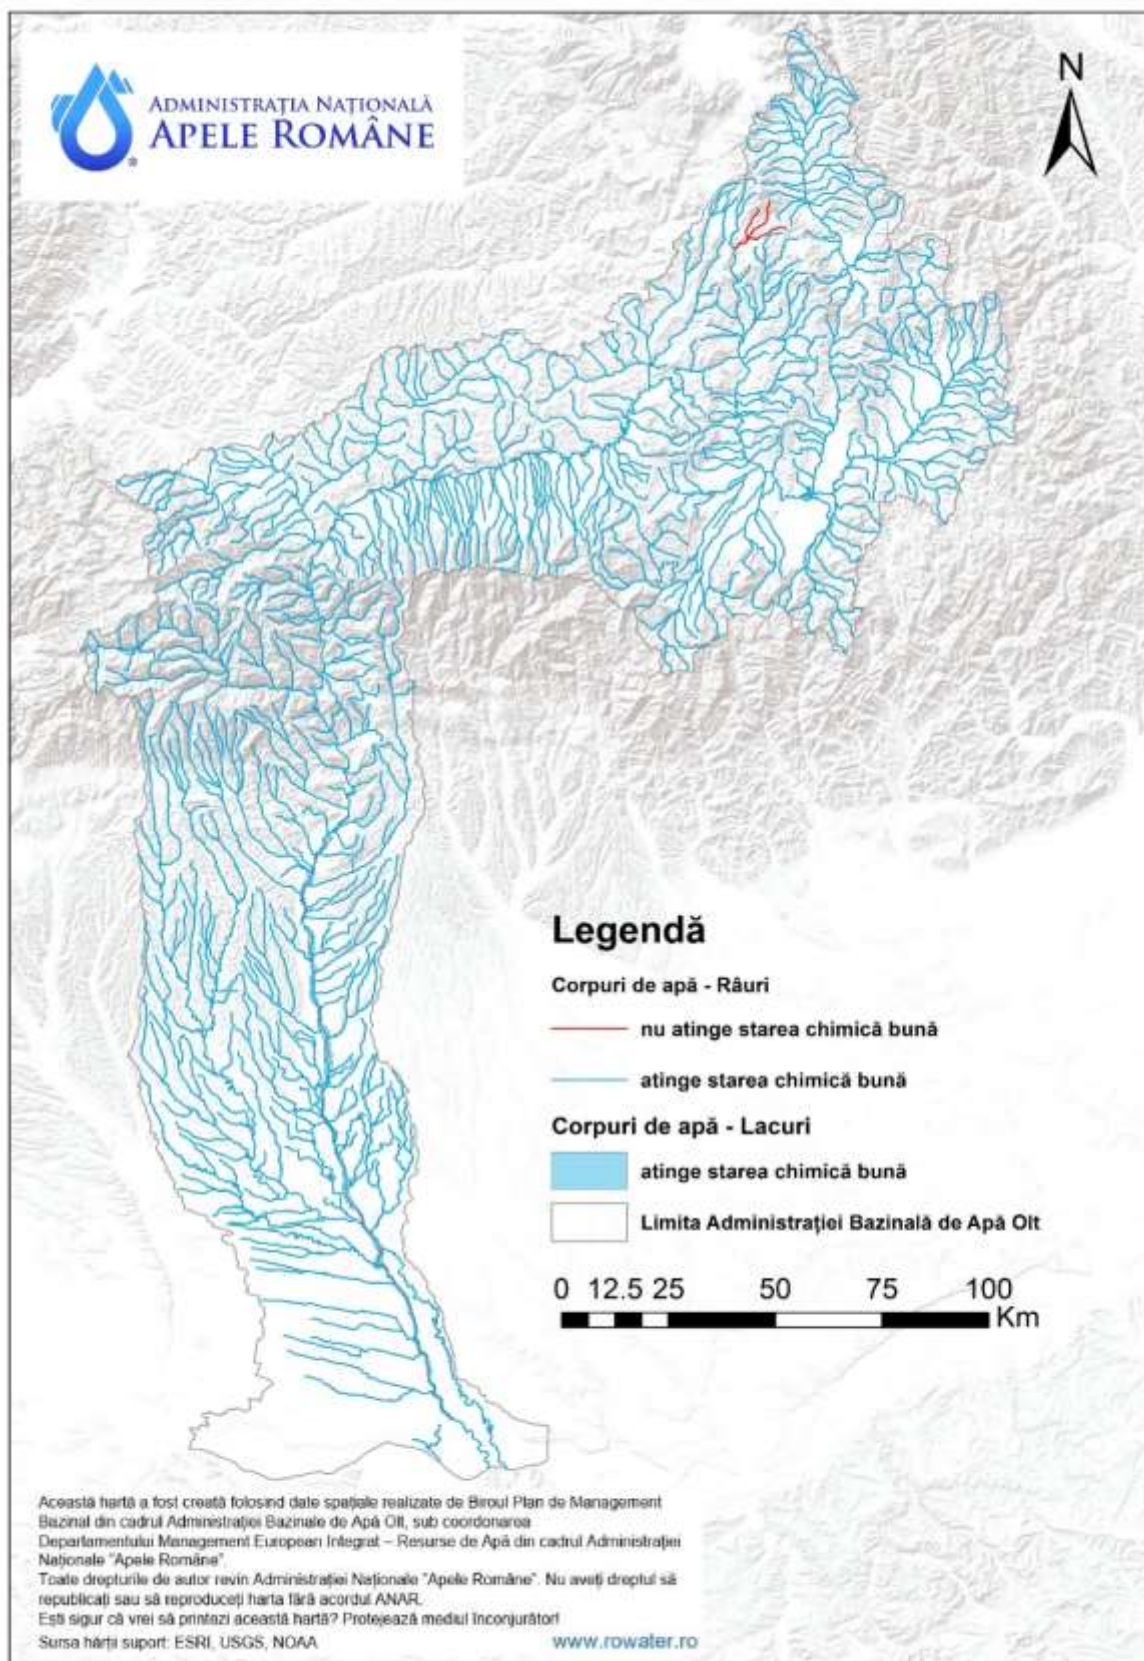 ADMINISTRAȚIA NAȚIONALĂ
APELE ROMÂNE
®
N
Legendă
Corpuri de apă - Râuri
nu atinge starea chimică bună
atinge starea chimică bună
Corpuri de apă - Lacuri
atinge starea chimică bună
Limita Administrației Bazinală de Apă Olt
0 12.5 25 50 75 100
Km
Această hartă a fost creată folosind date spațiale realizate de Biroul Plan de Management
Bazinal din cadrul Administrației Bazinale de Apă Olt, sub coordonarea
Departamentului Management European Integrat – Resurse de Apă din cadrul Administrației
Naționale "Apele Române".
Toate drepturile de autor revin Administrației Naționale "Apele Române". Nu aveți dreptul să
republicați sau să reproduceți harta fără acordul ANAR.
Ești sigur că vrei să printezi această hartă? Protejează mediul înconjurător!
Sursa hărții suport: ESRI, USGS, NOAA
www.rowater.ro